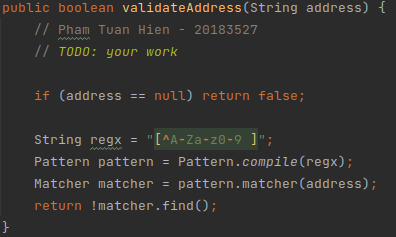 public boolean validateAddress(String address) {
    // Pham Tuan Hien - 20183527
    // TODO: your work
    if (address == null) return false;
    String regx = "[^A-Za-z0-9 ]";
    Pattern pattern = Pattern.compile(regx);
    Matcher matcher = pattern.matcher(address);
    return !matcher.find();
}